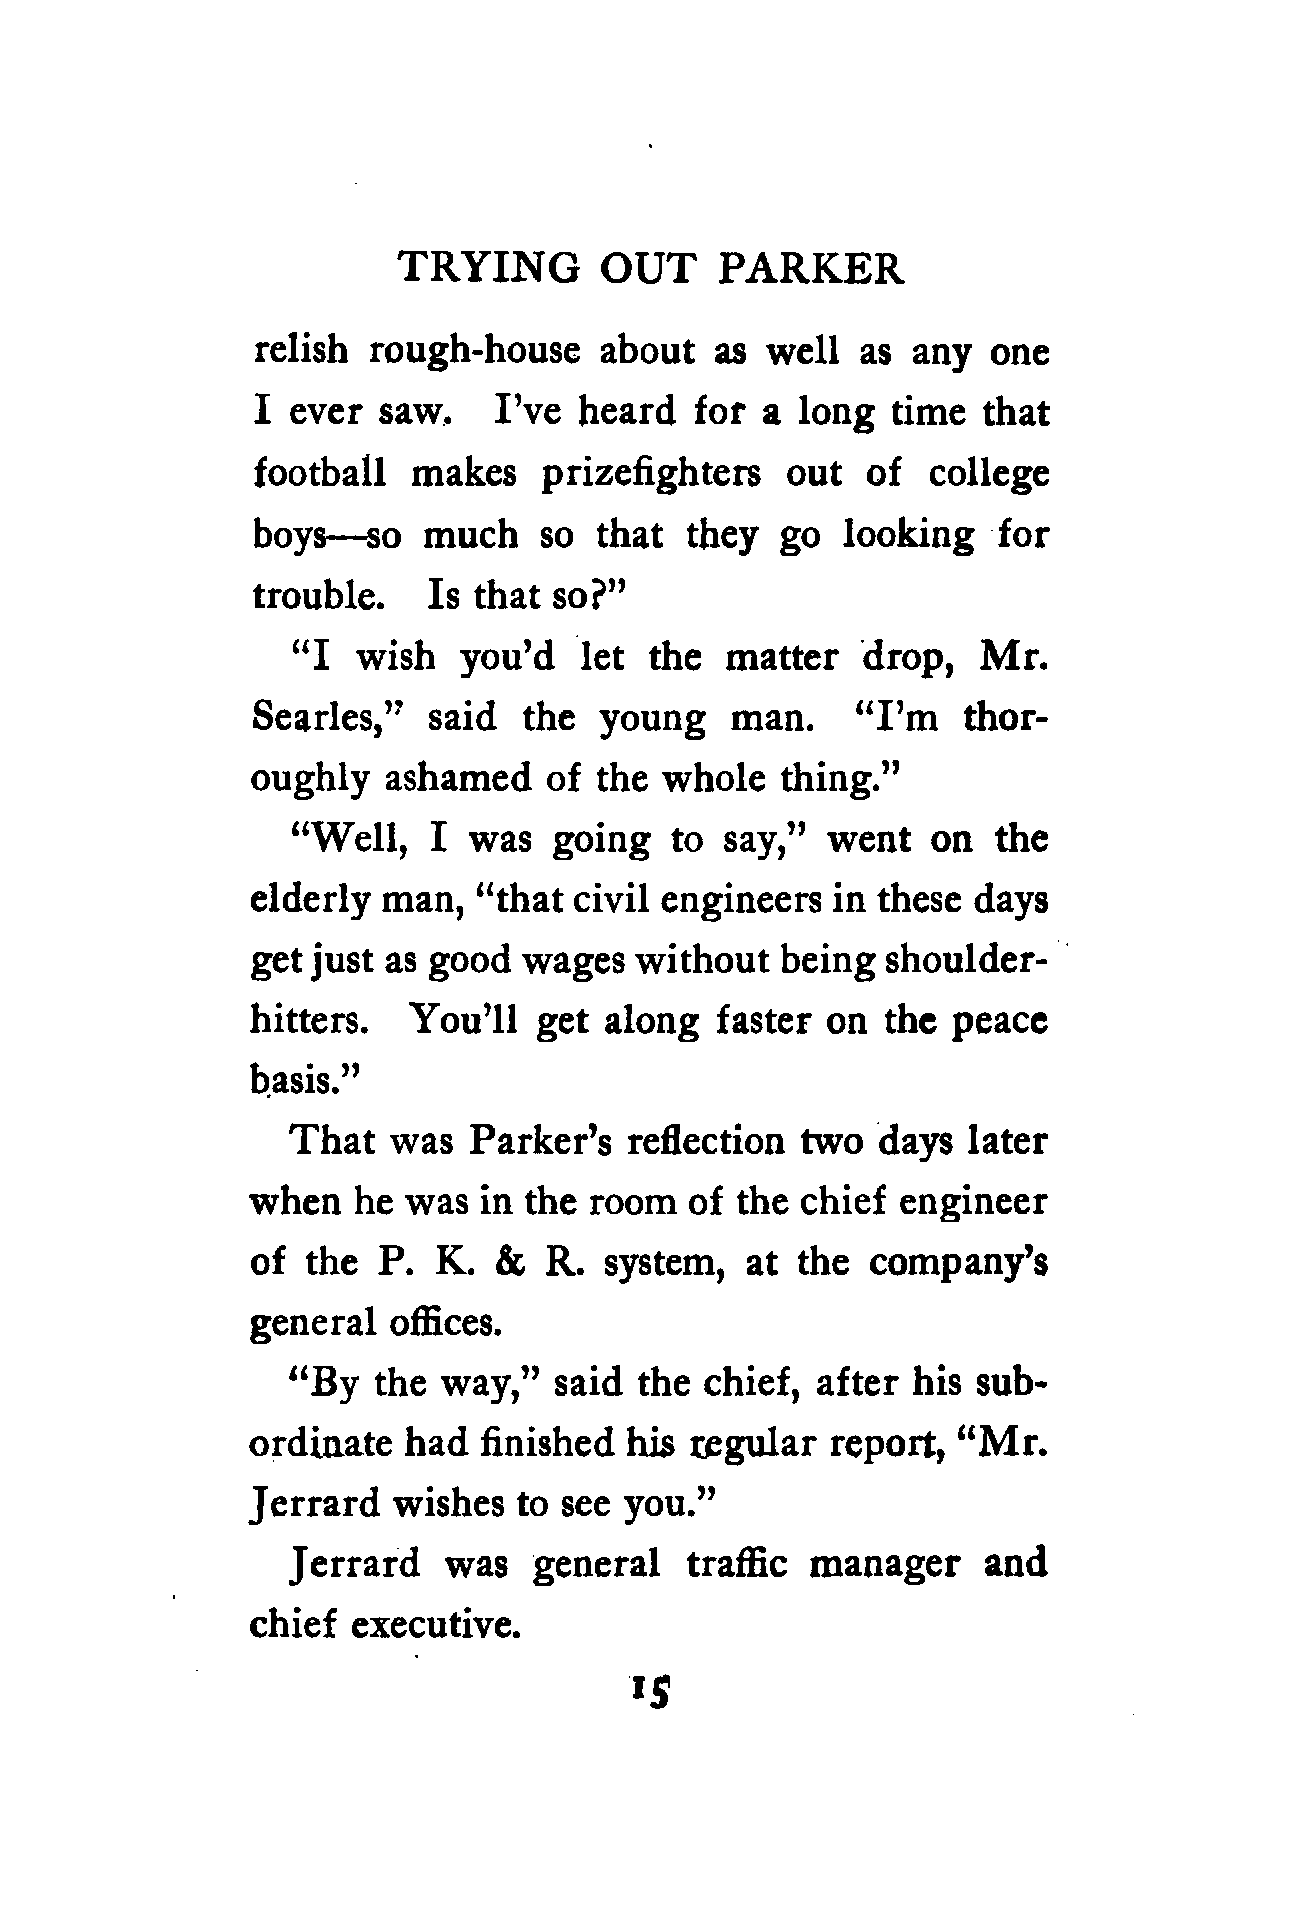 TRYING OUT PARKER
relish rough-house about as well as any one
I ever saw. I've heard for a long time that
football makes prizefighters out of college
boys—so much so that they go looking for
trouble. Is that so?"
"I wish you'd let the matter drop, Mr.
Searles," said the young man. "I'm thor-
oughly ashamed of the whole thing."
"Well, I was going to say," went on the
elderly man, "that civil engineers in these days
get just as good wages without being shoulder-
hitters. You'll get along faster on the peace
basis."
That was Parker's reflection two days later
when he was in the room of the chief engineer
of the P. K. & R. system, at the company's
general offices.
"By the way," said the chief, after his sub-
ordinate had finished his regular report, "Mr.
Jerrard wishes to see you."
Jerrard was general traffic manager and
chief executive.
15